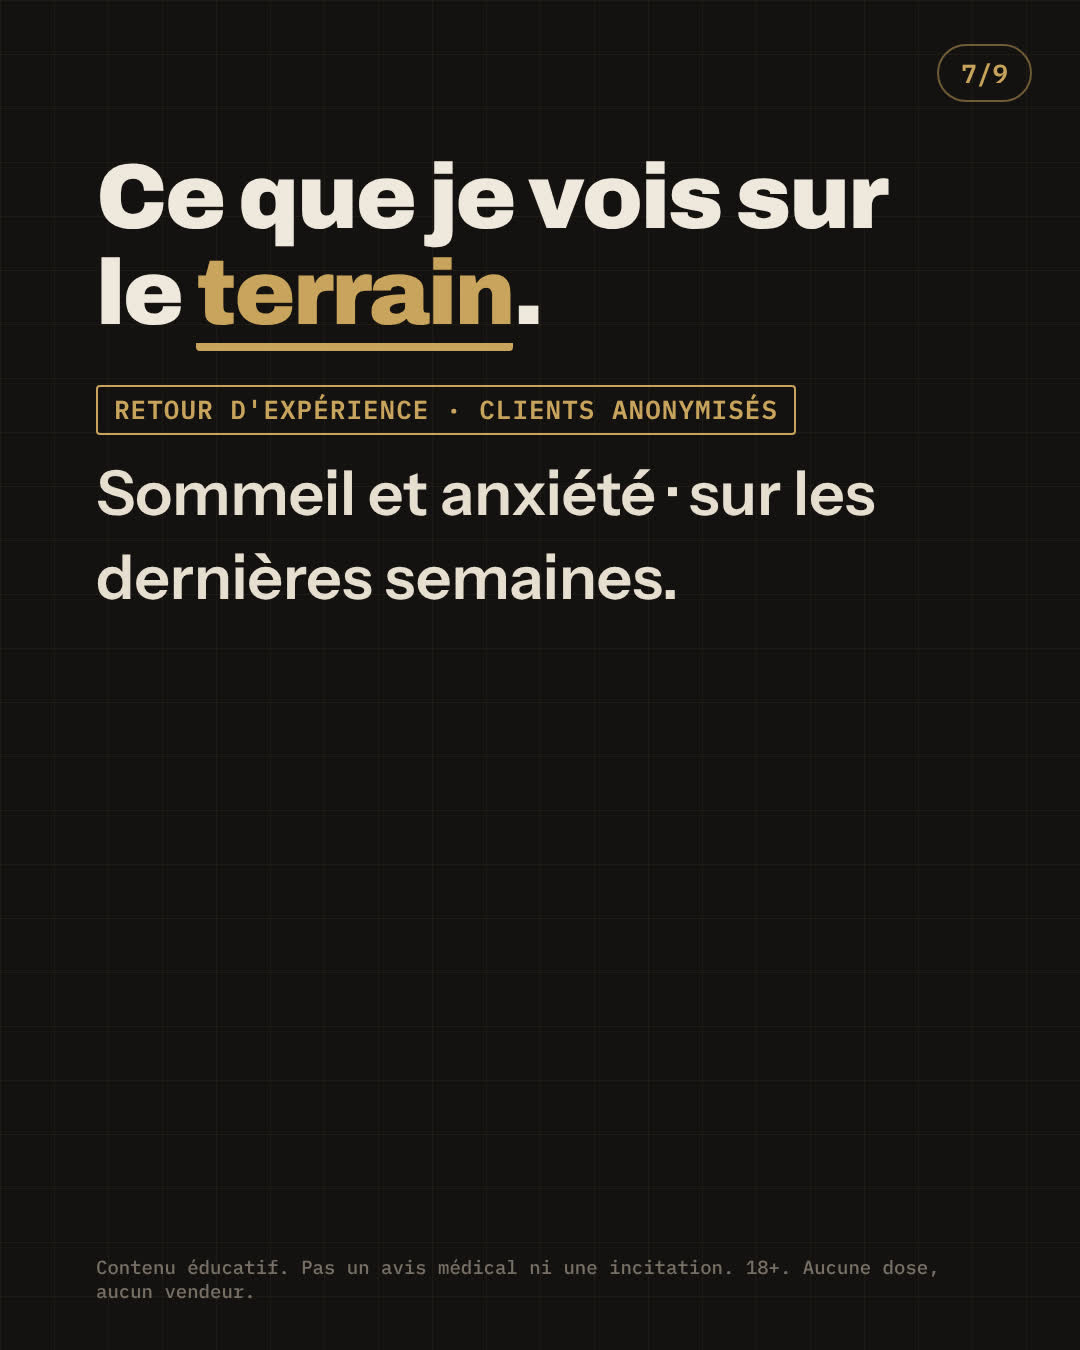 7/9
Ce que je vois sur
le terrain.
RETOUR D'EXPÉRIENCE · CLIENTS ANONYMISÉS
Sommeil et anxiété · sur les
dernières semaines.
Contenu éducatif. Pas un avis médical ni une incitation. 18+. Aucune dose,
aucun vendeur.